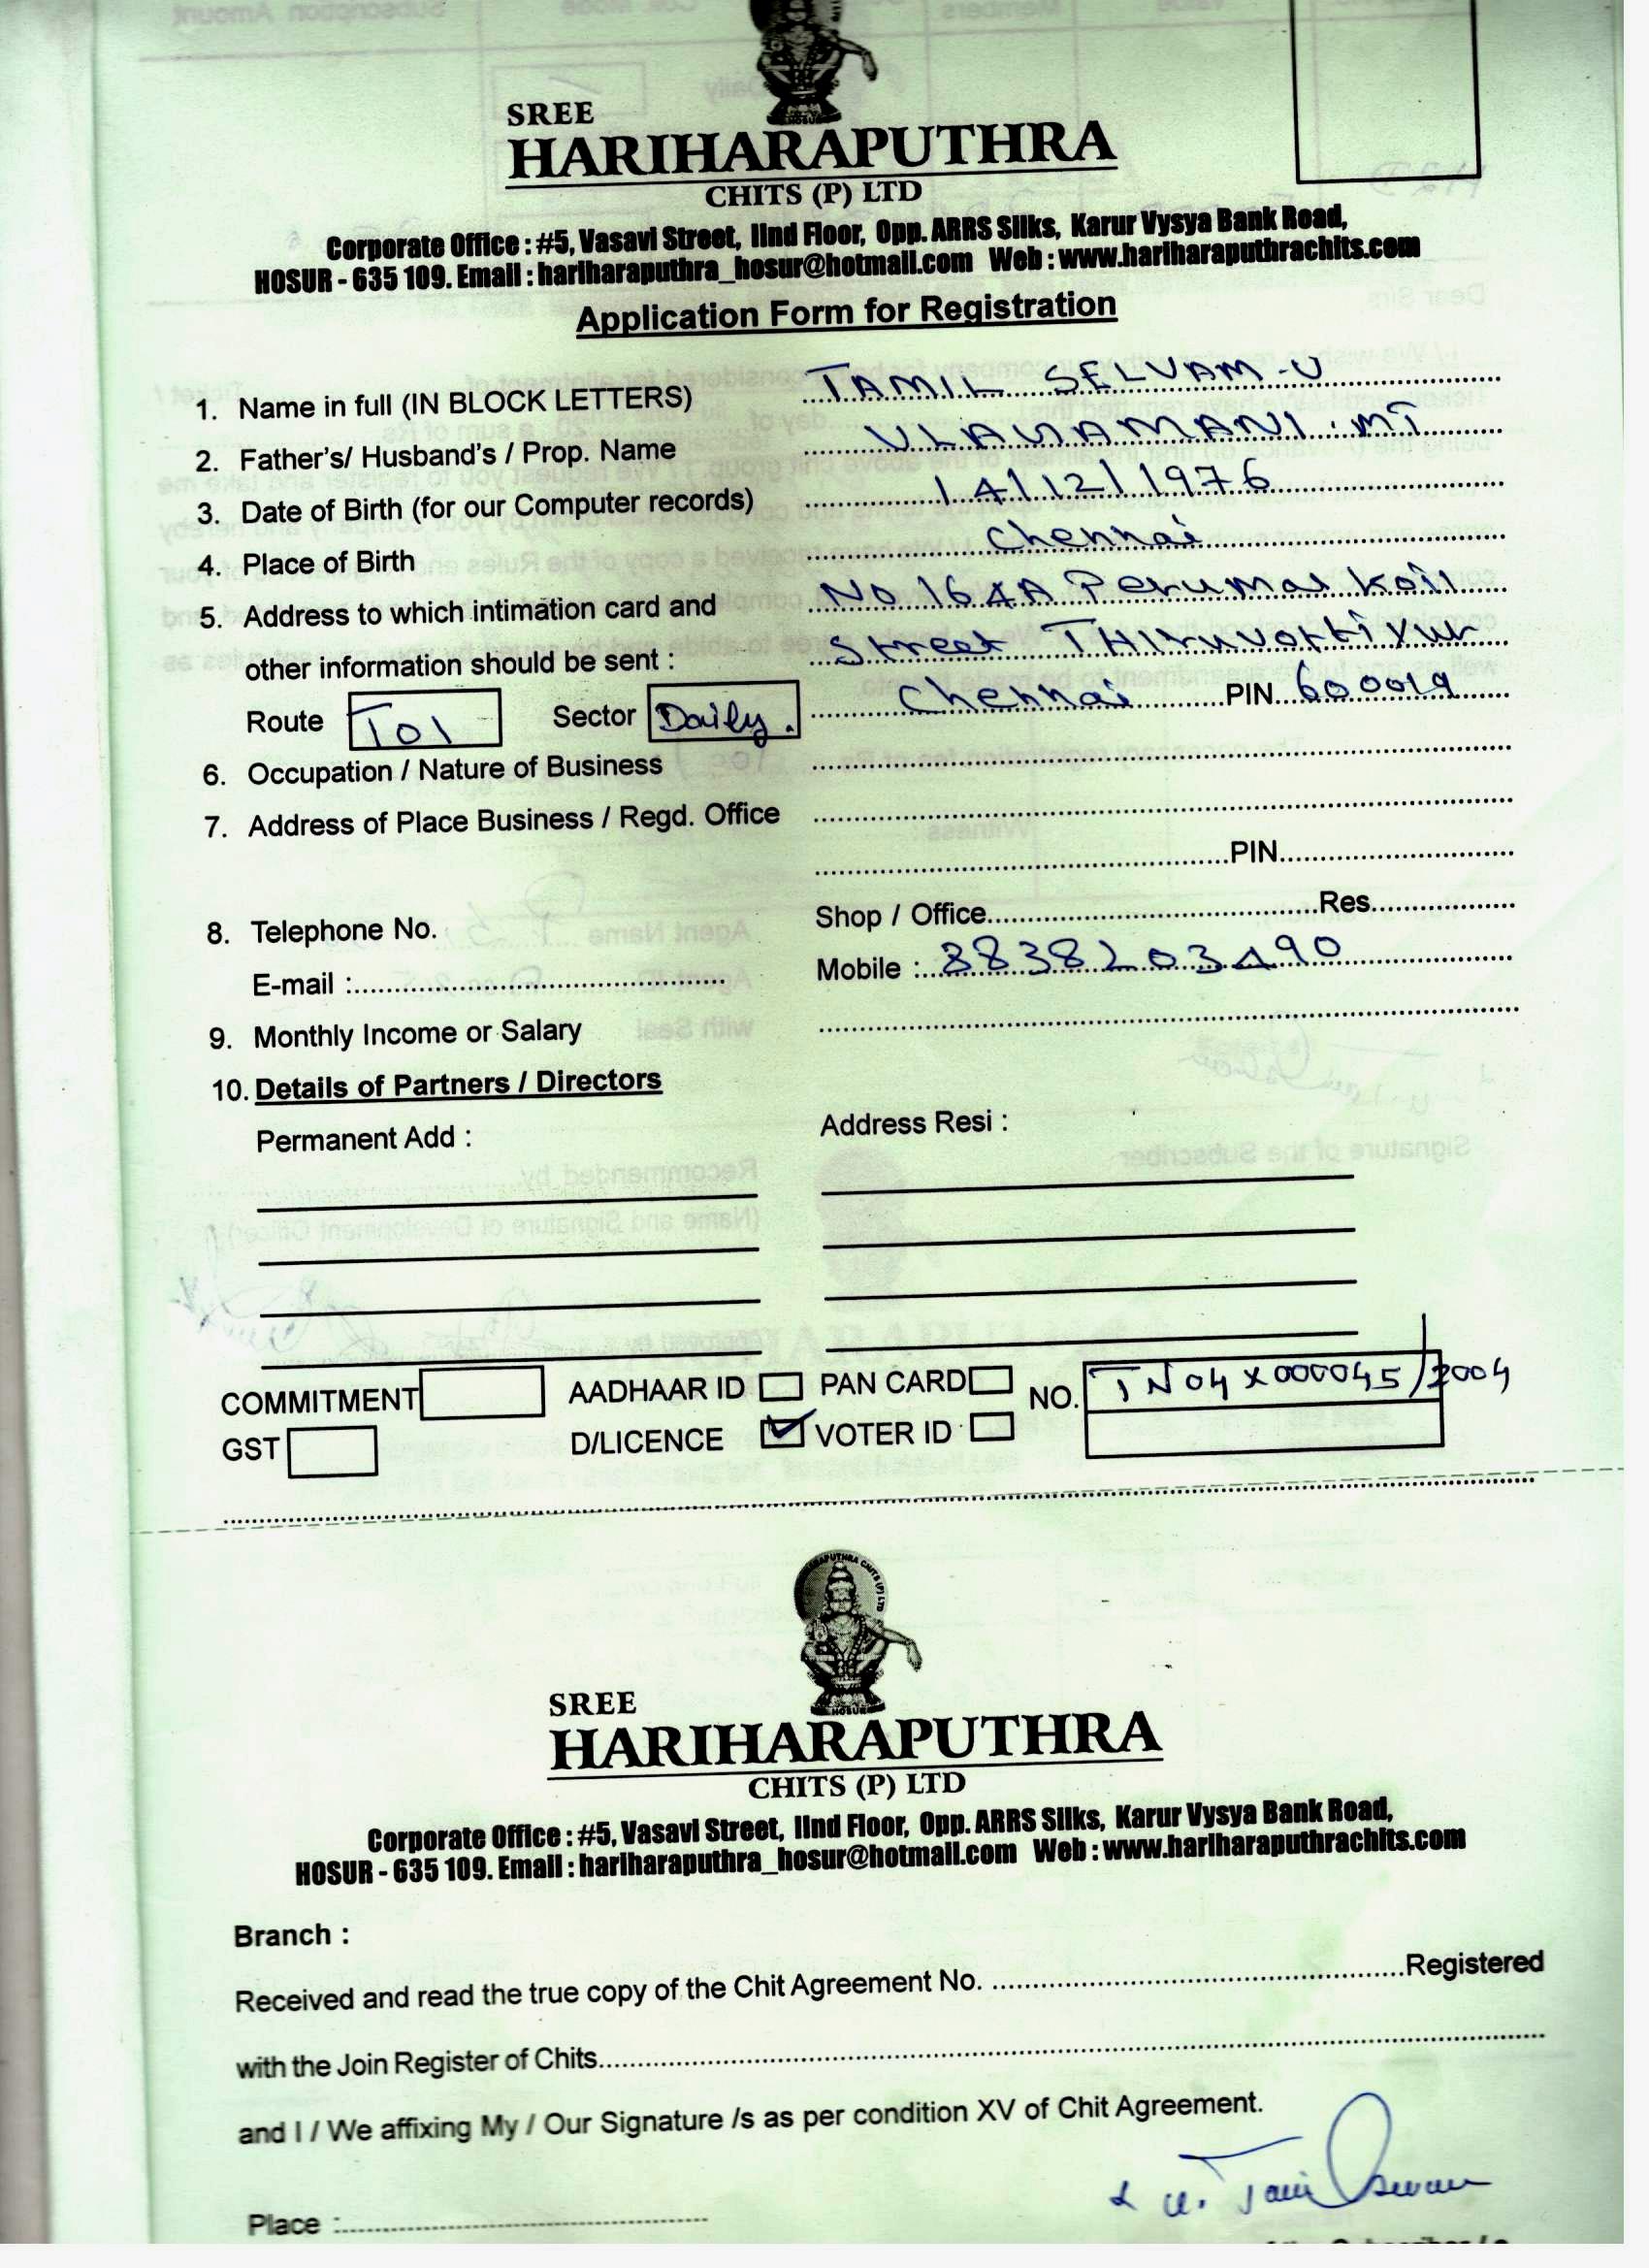 SREE
HARIHARAPUTHRA
CHITS (P) LTD
Corporate Office : #5, Vasavi Street, IInd Floor, Opp. ARRS Silks, Karur Vysya Bank Road,
HOSUR - 635 109. Email : hariharaputhra_hosur@hotmail.com Web : www.hariharaputhrachits.com
Application Form for Registration
1. Name in full (IN BLOCK LETTERS) TAMIL SELVAM-U
2. Father's/ Husband's / Prop. Name ULAGAMANI.MT
3. Date of Birth (for our Computer records) 14/12/1976
4. Place of Birth Chennai
5. Address to which intimation card and No 164A Perumal Koil
other information should be sent : Street THIruvottiyur
Route T01 Sector Daily. Chennai PIN 600019
6. Occupation / Nature of Business
7. Address of Place Business / Regd. Office
PIN
8. Telephone No. Shop / Office Res
E-mail : Mobile : 8838203490
9. Monthly Income or Salary
10. Details of Partners / Directors
Permanent Add : Address Resi :
COMMITMENT AADHAAR ID PAN CARD NO. TN04X000045/2004
GST D/LICENCE VOTER ID
HARIHARAPUTHRA CHITS (P) LTD
HOSUR
SREE
HARIHARAPUTHRA
CHITS (P) LTD
Corporate Office : #5, Vasavi Street, IInd Floor, Opp. ARRS Silks, Karur Vysya Bank Road,
HOSUR - 635 109. Email : hariharaputhra_hosur@hotmail.com Web : www.hariharaputhrachits.com
Branch :
Received and read the true copy of the Chit Agreement No. Registered
with the Join Register of Chits
and I / We affixing My / Our Signature /s as per condition XV of Chit Agreement.
Place :